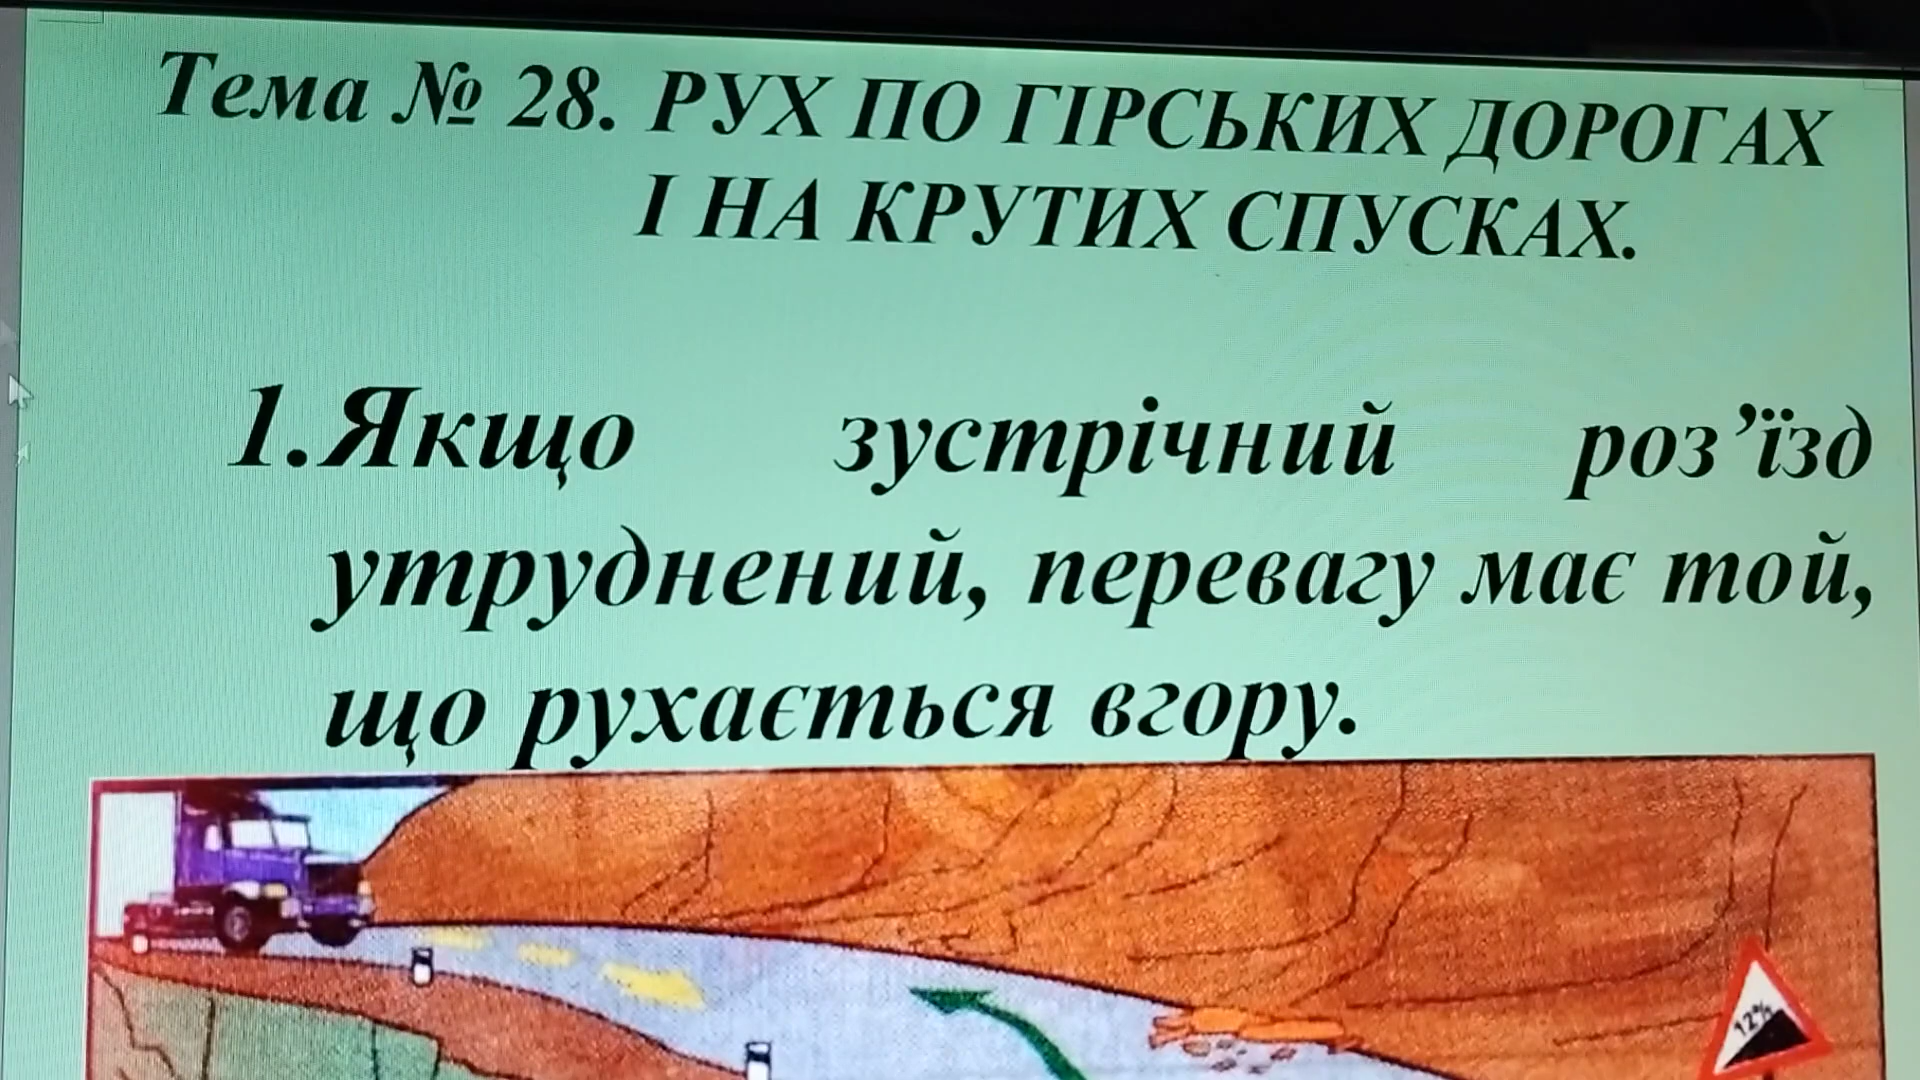 Тема № 28. РУХ ПО ГІРСЬКИХ ДОРОГАХ
І НА КРУТИХ СПУСКАХ.
1.Якщо зустрічний роз’їзд
утруднений, перевагу має той,
що рухається вгору.
12%